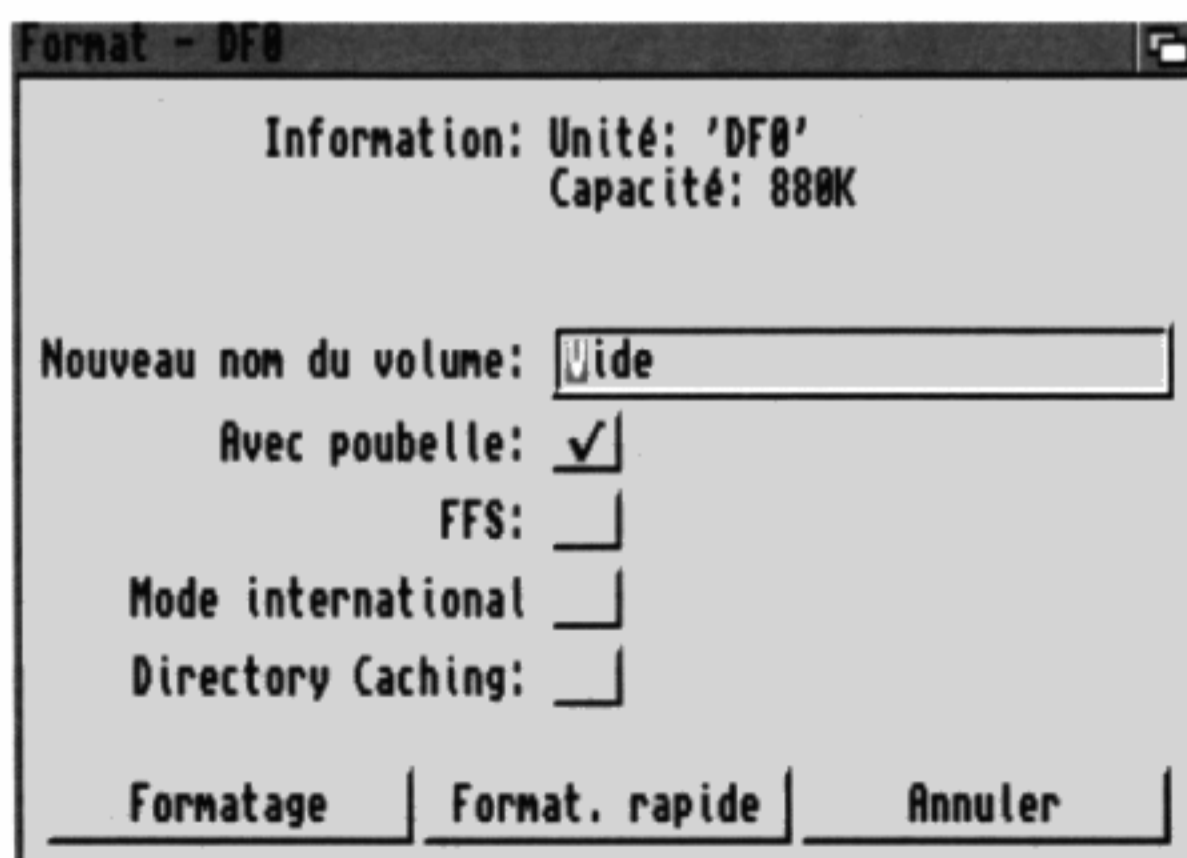 Format - DF0
Information: Unité: 'DF0'
Capacité: 880K
Nouveau nom du volume: Vide
Avec poubelle: ✓
FFS:
Mode international
Directory Caching:
Formatage Format. rapide Annuler